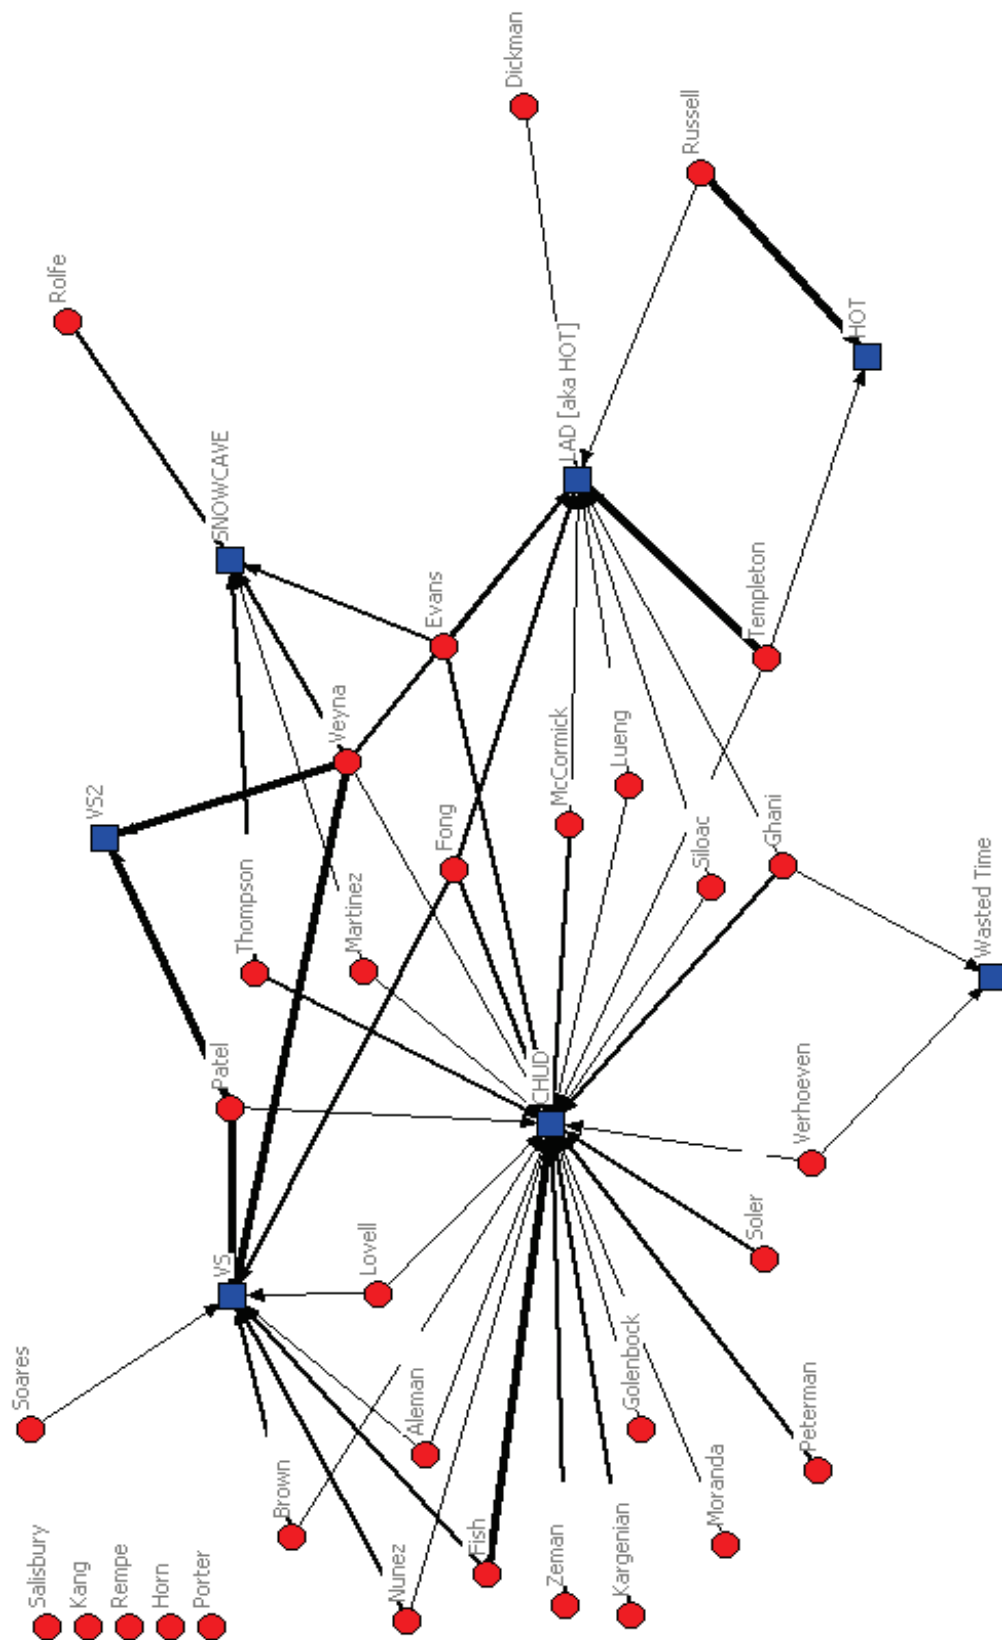 Salisbury
Kang
Rempe
Horn
Porter
Soares
Brown
Nunez
Aleman
Fish
Zeman
Kargenian
Moranda
Golenbock
Peterman
Soler
Lovell
VS
Patel
Thompson
Martinez
VS2
Veyna
Fong
Evans
SNOWCAVE
Rolfe
CHUD
McCormick
Lueng
Siloac
Ghani
Verhoeven
Wasted Time
Templeton
LAD [aka HOT]
HOT
Russell
Dickman